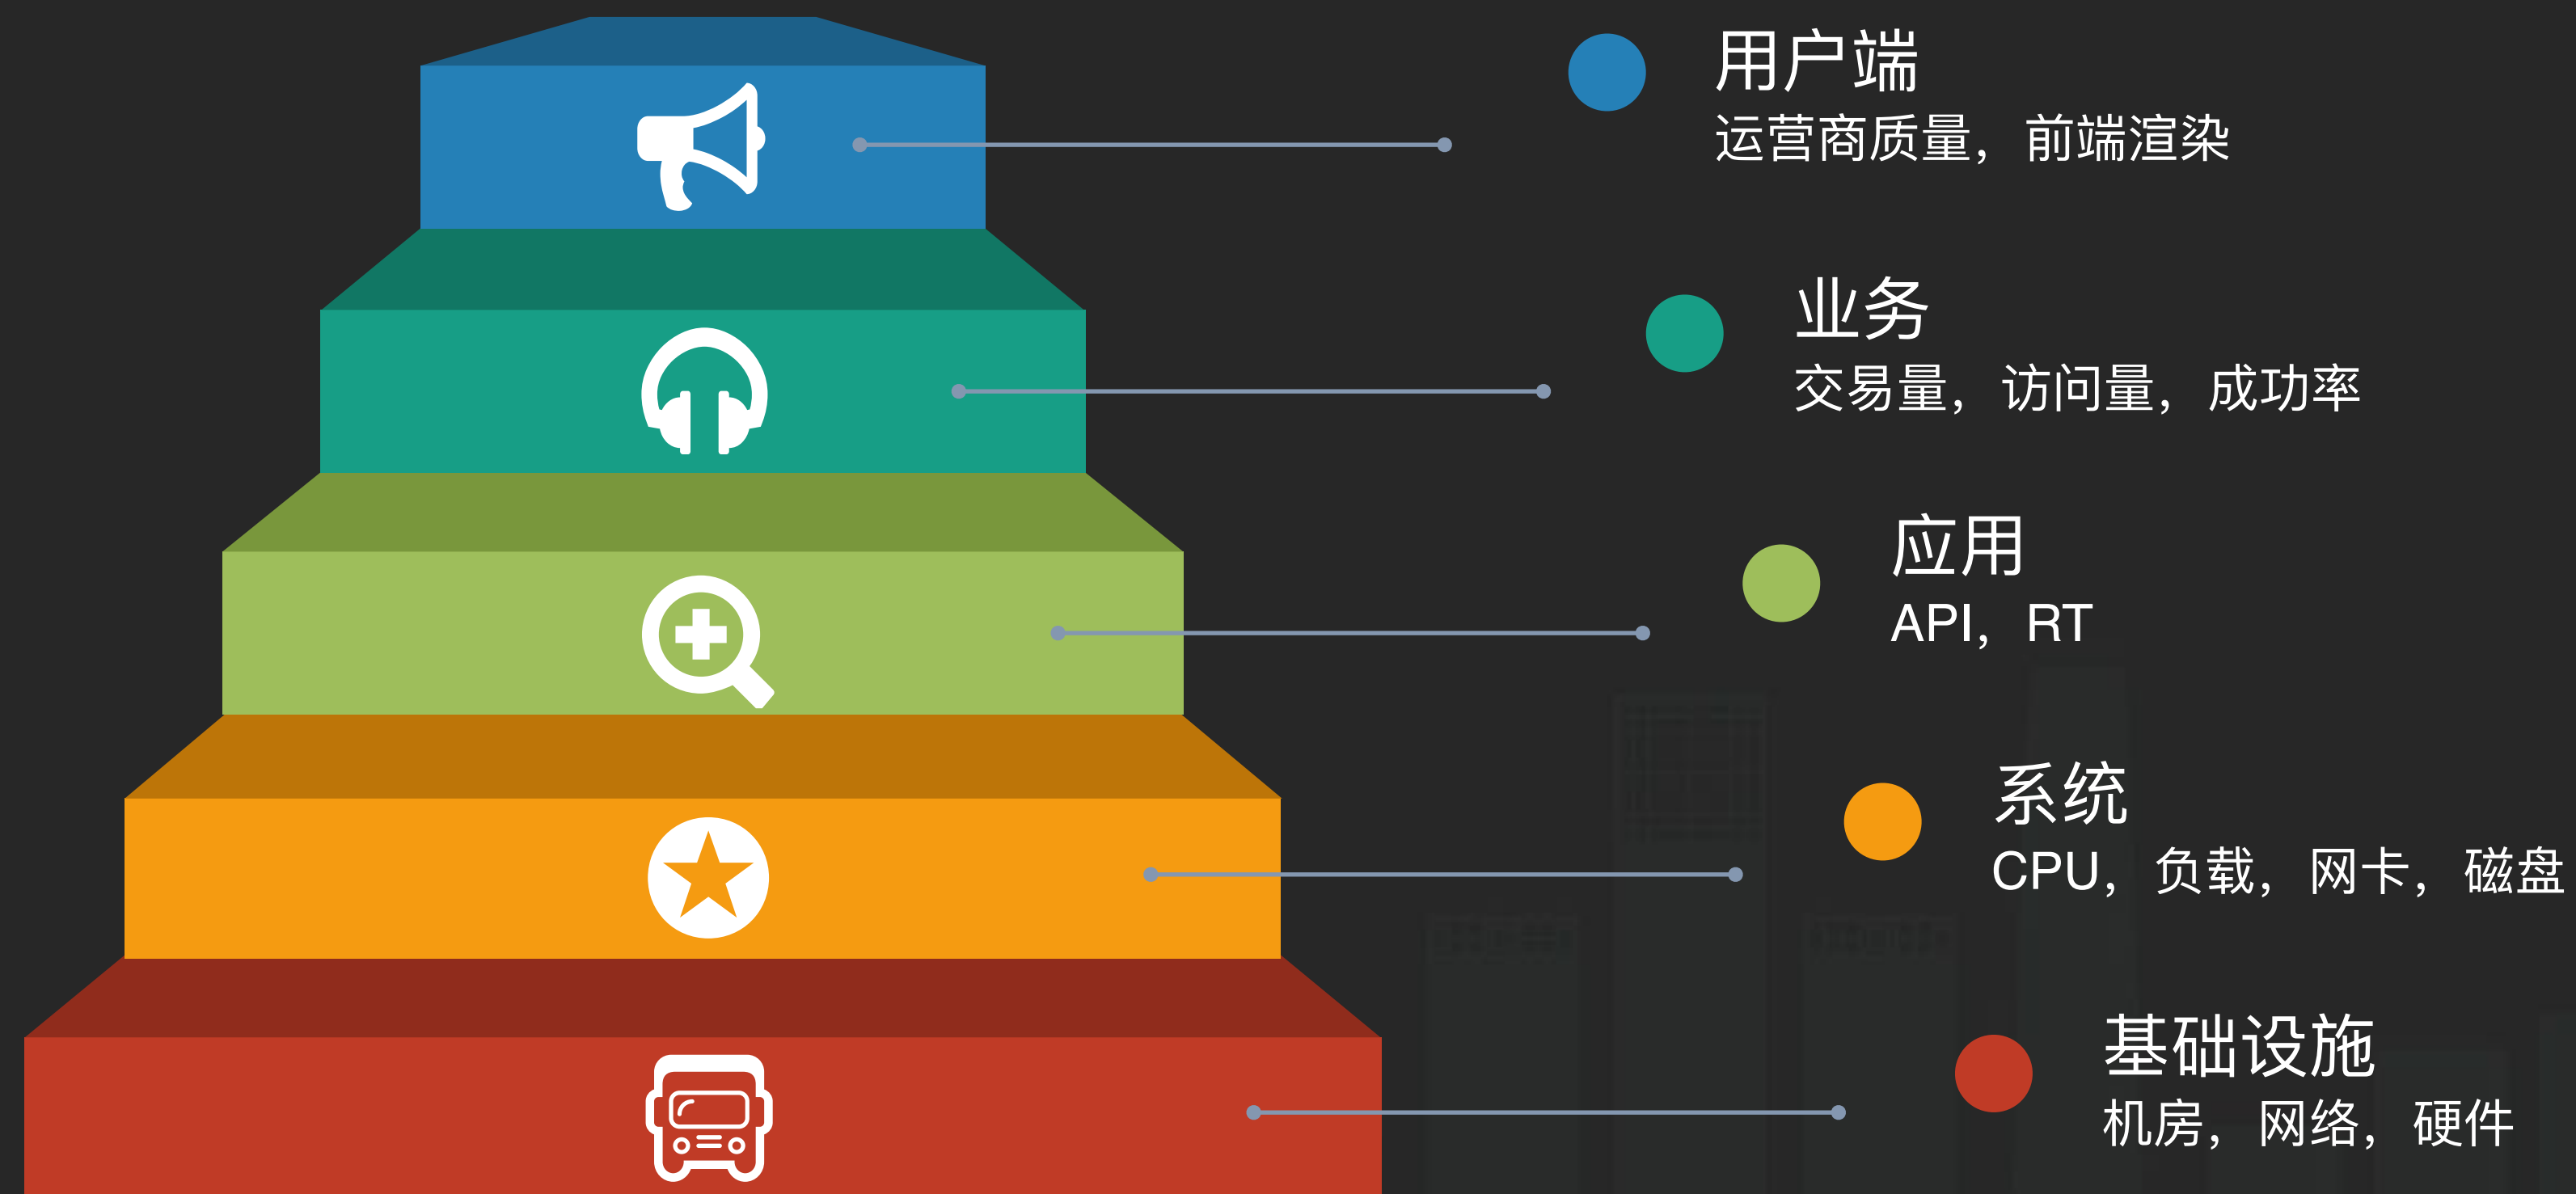 用户端
运营商质量，前端渲染
业务
交易量，访问量，成功率
应用
API，RT
系统
CPU，负载，网卡，磁盘
基础设施
机房，网络，硬件